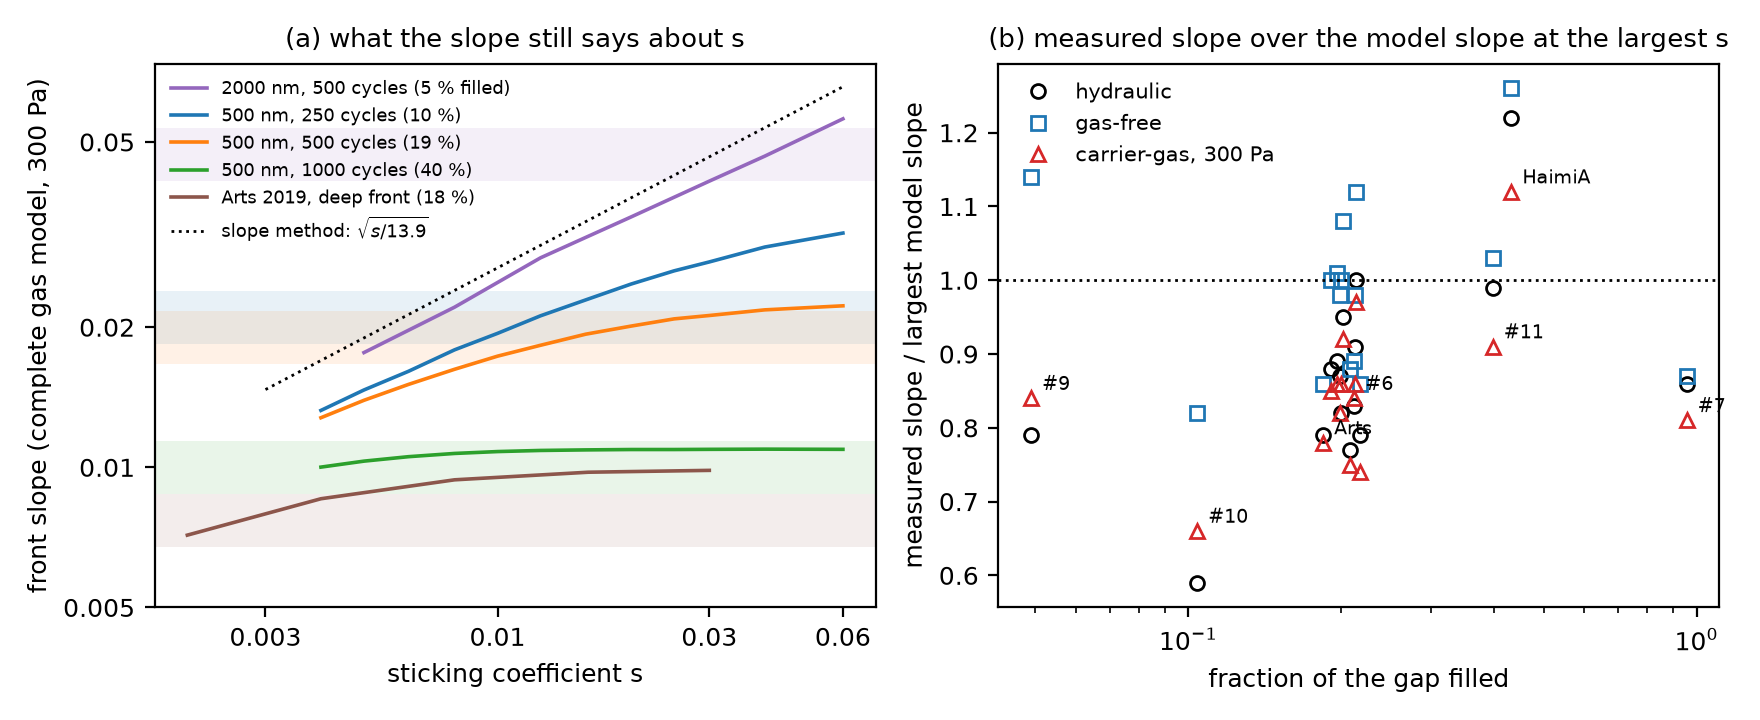 (a) what the slope still says about s
front slope (complete gas model, 300 Pa)
0.05
0.02
0.01
0.005
2000 nm, 500 cycles (5 % filled)
500 nm, 250 cycles (10 %)
500 nm, 500 cycles (19 %)
500 nm, 1000 cycles (40 %)
Arts 2019, deep front (18 %)
slope method: √s/13.9
0.003
0.01
0.03
0.06
sticking coefficient s
(b) measured slope over the model slope at the largest s
measured slope / largest model slope
1.2
1.1
1.0
0.9
0.8
0.7
0.6
hydraulic
gas-free
carrier-gas, 300 Pa
HaimiA
#11
#9
#6
#7
Arts
#10
10⁻¹
10⁰
fraction of the gap filled